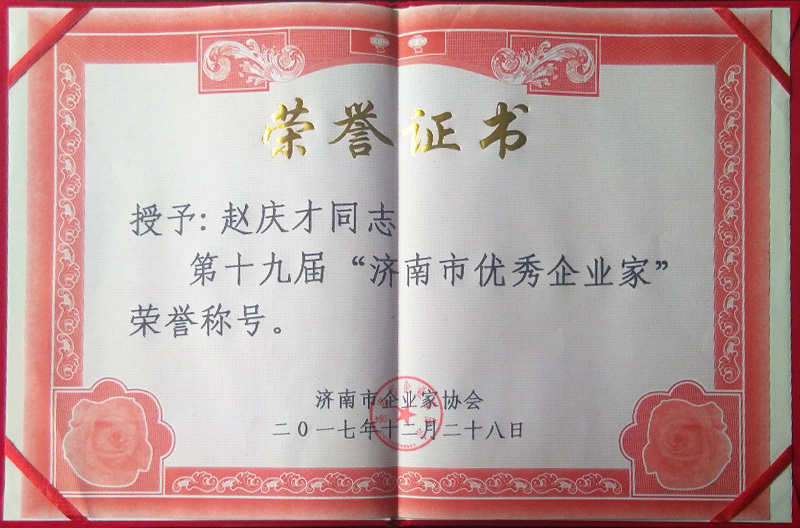 荣誉证书
授予：赵庆才同志
第十九届“济南市优秀企业家”
荣誉称号。
济南市企业家协会
二〇一七年十二月二十八日